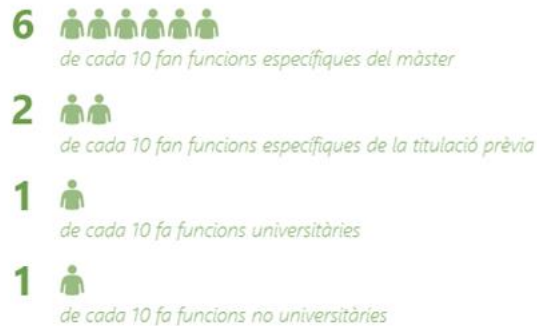 6
de cada 10 fan funcions específiques del màster
2
de cada 10 fan funcions específiques de la titulació prèvia
1
de cada 10 fa funcions universitàries
1
de cada 10 fa funcions no universitàries